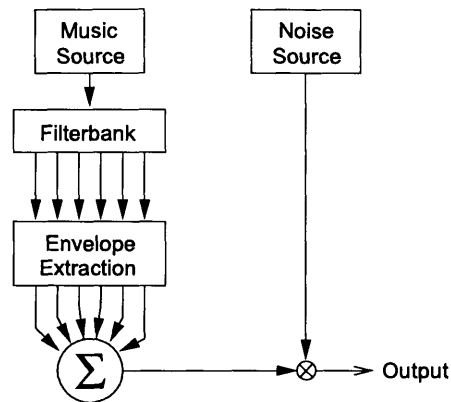 Music
Source
Noise
Source
Filterbank
Envelope
Extraction
Σ
Output